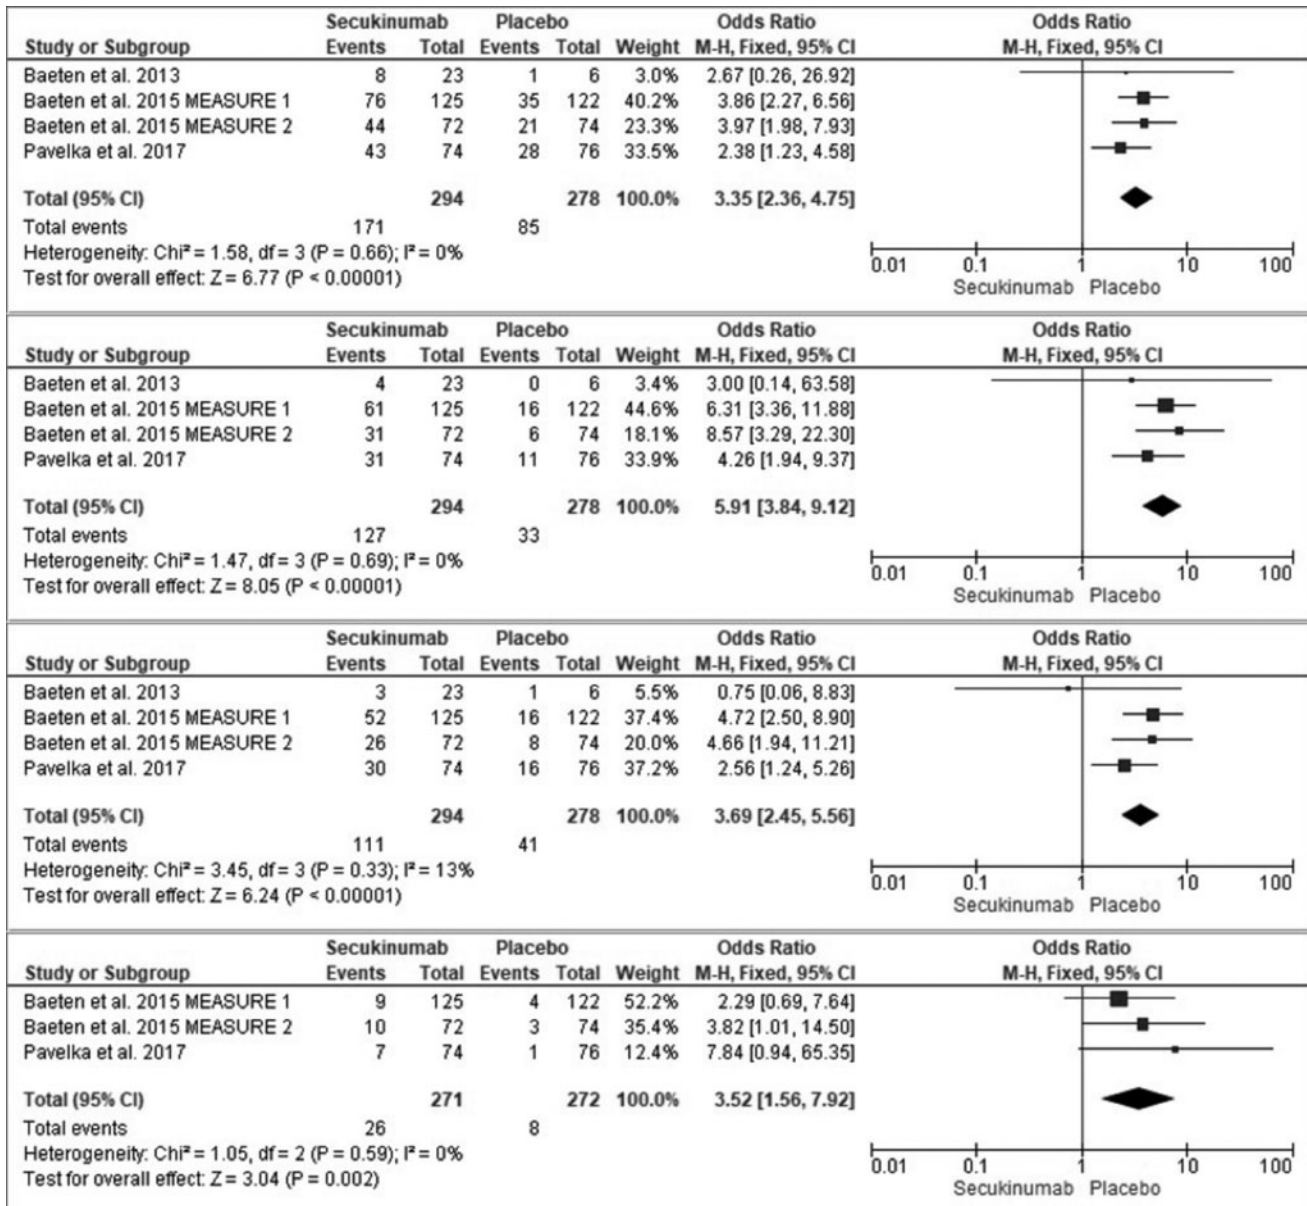 Secukinumab Placebo Odds Ratio Odds Ratio
Study or Subgroup Events Total Events Total Weight M-H, Fixed, 95% CI M-H, Fixed, 95% CI
Baeten et al. 2013 8 23 1 6 3.0% 2.67 [0.26, 26.92]
Baeten et al. 2015 MEASURE 1 76 125 35 122 40.2% 3.86 [2.27, 6.56]
Baeten et al. 2015 MEASURE 2 44 72 21 74 23.3% 3.97 [1.98, 7.93]
Pavelka et al. 2017 43 74 28 76 33.5% 2.38 [1.23, 4.58]
Total (95% CI) 294 278 100.0% 3.35 [2.36, 4.75]
Total events 171 85
Heterogeneity: Chi² = 1.58, df = 3 (P = 0.66); I² = 0%
Test for overall effect: Z = 6.77 (P < 0.00001)
0.01 0.1 1 10 100
Secukinumab Placebo
Secukinumab Placebo Odds Ratio Odds Ratio
Study or Subgroup Events Total Events Total Weight M-H, Fixed, 95% CI M-H, Fixed, 95% CI
Baeten et al. 2013 4 23 0 6 3.4% 3.00 [0.14, 63.58]
Baeten et al. 2015 MEASURE 1 61 125 16 122 44.6% 6.31 [3.36, 11.88]
Baeten et al. 2015 MEASURE 2 31 72 6 74 18.1% 8.57 [3.29, 22.30]
Pavelka et al. 2017 31 74 11 76 33.9% 4.26 [1.94, 9.37]
Total (95% CI) 294 278 100.0% 5.91 [3.84, 9.12]
Total events 127 33
Heterogeneity: Chi² = 1.47, df = 3 (P = 0.69); I² = 0%
Test for overall effect: Z = 8.05 (P < 0.00001)
0.01 0.1 1 10 100
Secukinumab Placebo
Secukinumab Placebo Odds Ratio Odds Ratio
Study or Subgroup Events Total Events Total Weight M-H, Fixed, 95% CI M-H, Fixed, 95% CI
Baeten et al. 2013 3 23 1 6 5.5% 0.75 [0.06, 8.83]
Baeten et al. 2015 MEASURE 1 52 125 16 122 37.4% 4.72 [2.50, 8.90]
Baeten et al. 2015 MEASURE 2 26 72 8 74 20.0% 4.66 [1.94, 11.21]
Pavelka et al. 2017 30 74 16 76 37.2% 2.56 [1.24, 5.26]
Total (95% CI) 294 278 100.0% 3.69 [2.45, 5.56]
Total events 111 41
Heterogeneity: Chi² = 3.45, df = 3 (P = 0.33); I² = 13%
Test for overall effect: Z = 6.24 (P < 0.00001)
0.01 0.1 1 10 100
Secukinumab Placebo
Secukinumab Placebo Odds Ratio Odds Ratio
Study or Subgroup Events Total Events Total Weight M-H, Fixed, 95% CI M-H, Fixed, 95% CI
Baeten et al. 2015 MEASURE 1 9 125 4 122 52.2% 2.29 [0.69, 7.64]
Baeten et al. 2015 MEASURE 2 10 72 3 74 35.4% 3.82 [1.01, 14.50]
Pavelka et al. 2017 7 74 1 76 12.4% 7.84 [0.94, 65.35]
Total (95% CI) 271 272 100.0% 3.52 [1.56, 7.92]
Total events 26 8
Heterogeneity: Chi² = 1.05, df = 2 (P = 0.59); I² = 0%
Test for overall effect: Z = 3.04 (P = 0.002)
0.01 0.1 1 10 100
Secukinumab Placebo